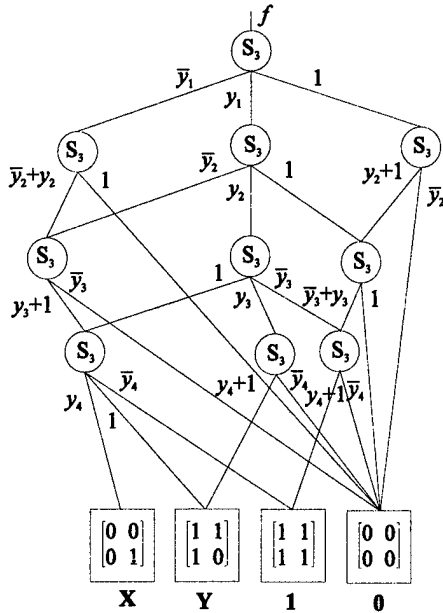 f
S₃
ȳ₁ y₁ 1
S₃ S₃ S₃
ȳ₂+y₂ 1 ȳ₂ y₂ 1 y₂+1 ȳ₂
S₃ S₃ S₃
y₃+1 ȳ₃ 1 y₃ ȳ₃ ȳ₃+y₃ 1
S₃ S₃ S₃
y₄ 1 ȳ₄ y₄+1 ȳ₄ y₄+1 ȳ₄
[0 0 [1 1 [1 1 [0 0
0 1] 1 0] 1 1] 0 0]
X Y 1 0